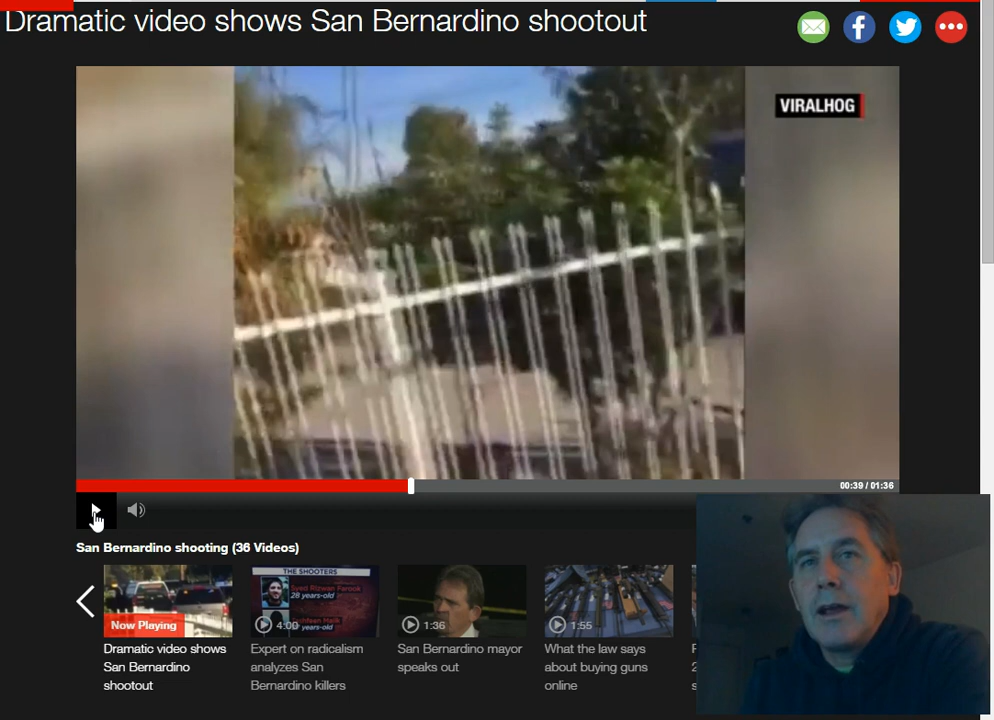 Dramatic video shows San Bernardino shootout
VIRALHOG
00:39 / 01:36
San Bernardino shooting (36 Videos)
THE SHOOTERS
Syed Rizwan Farook
28 years-old
years-old
Now Playing
4:00
1:36
1:55
Dramatic video shows
San Bernardino
shootout
Expert on radicalism
analyzes San
Bernardino killers
San Bernardino mayor
speaks out
What the law says
about buying guns
online